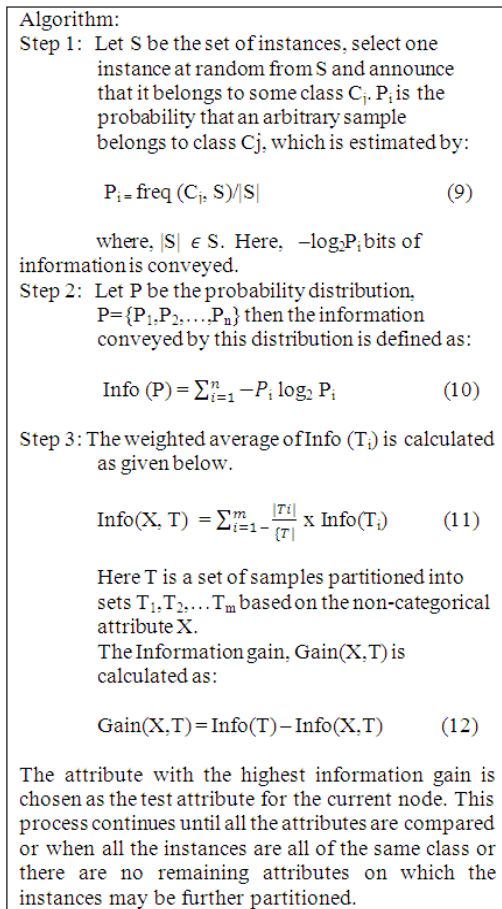 Algorithm:
Step 1: Let S be the set of instances, select one
instance at random from S and announce
that it belongs to some class Cⱼ. Pᵢ is the
probability that an arbitrary sample
belongs to class Cj, which is estimated by:
Pᵢ = freq (Cⱼ, S)/|S| (9)
where, |S| ϵ S. Here, −log₂Pᵢ bits of
information is conveyed.
Step 2: Let P be the probability distribution,
P={P₁,P₂,…,Pₙ} then the information
conveyed by this distribution is defined as:
Info (P) = ∑ⁿᵢ₌₁ −Pᵢ log₂ Pᵢ (10)
Step 3: The weighted average of Info (Tᵢ) is calculated
as given below.
Info(X, T) = ∑ᵐᵢ₌₁₋ |Ti|/{T| x Info(Tᵢ) (11)
Here T is a set of samples partitioned into
sets T₁,T₂,…Tₘ based on the non-categorical
attribute X.
The Information gain, Gain(X,T) is
calculated as:
Gain(X,T) = Info(T) – Info(X,T) (12)
The attribute with the highest information gain is
chosen as the test attribute for the current node. This
process continues until all the attributes are compared
or when all the instances are all of the same class or
there are no remaining attributes on which the
instances may be further partitioned.